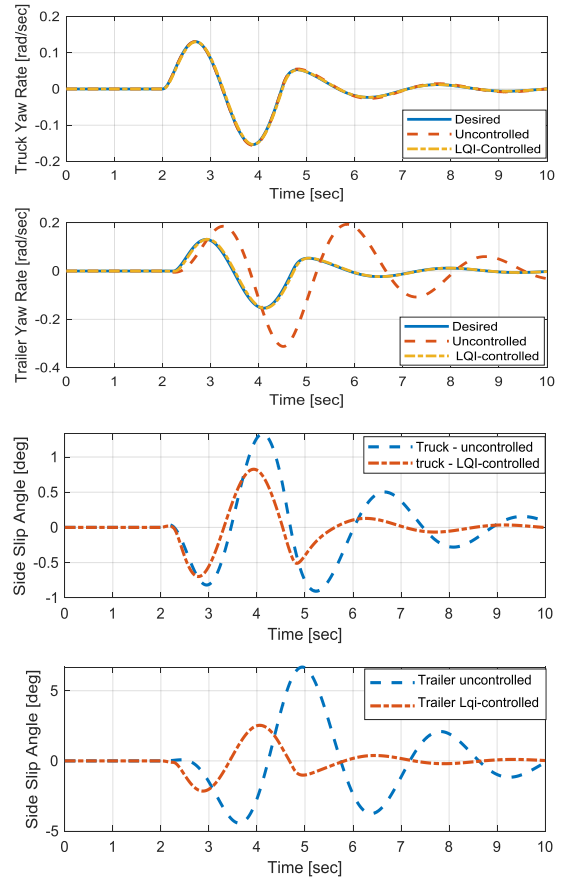 Truck Yaw Rate [rad/sec]
0.2
0.1
0
-0.1
-0.2
Desired
Uncontrolled
LQI-Controlled
0 1 2 3 4 5 6 7 8 9 10
Time [sec]
Trailer Yaw Rate [rad/sec]
0.2
0
-0.2
-0.4
Desired
Uncontrolled
LQI-controlled
0 1 2 3 4 5 6 7 8 9 10
Time [sec]
Side Slip Angle [deg]
1
0.5
0
-0.5
-1
Truck - uncontrolled
truck - LQI-controlled
0 1 2 3 4 5 6 7 8 9 10
Time [sec]
Side Slip Angle [deg]
5
0
-5
Trailer uncontrolled
Trailer Lqi-controlled
0 1 2 3 4 5 6 7 8 9 10
Time [sec]